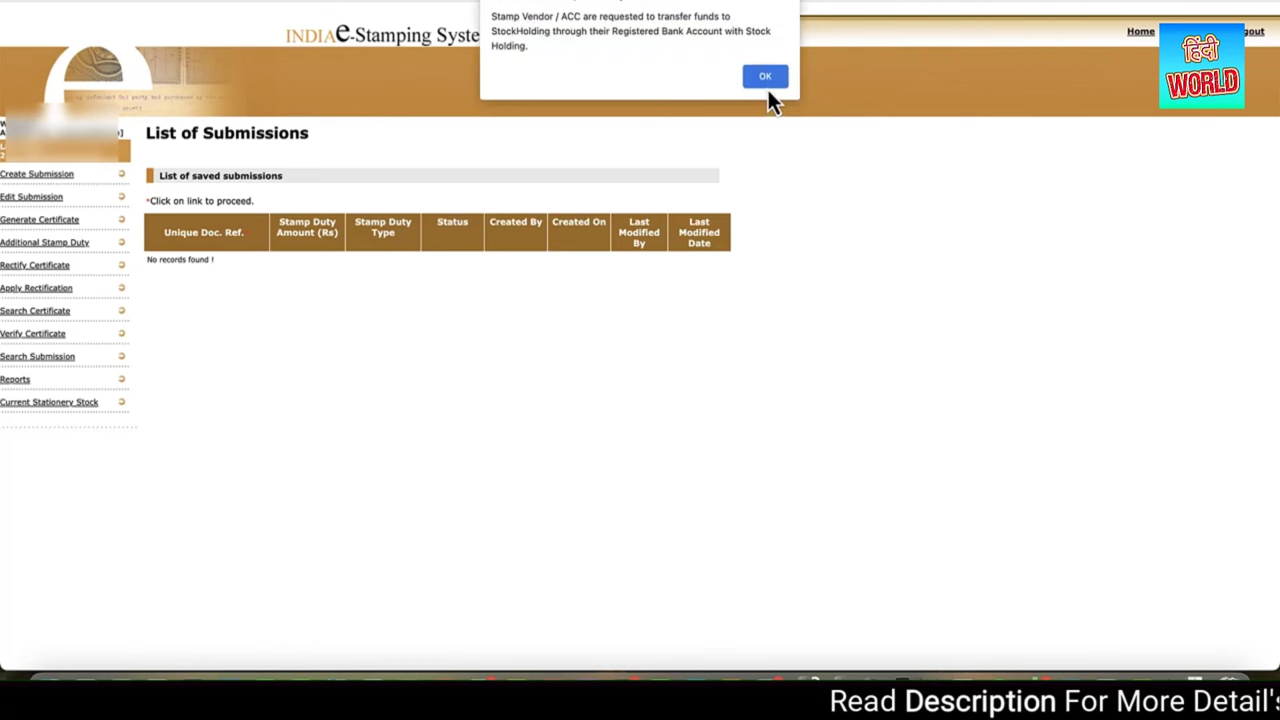 Stamp Vendor / ACC are requested to transfer funds to
StockHolding through their Registered Bank Account with Stock
Holding.
OK
INDIA e-Stamping Syste
Home
gout
हिंदी
WORLD
List of Submissions
List of saved submissions
*Click on link to proceed.
Unique Doc. Ref.
Stamp Duty Amount (Rs)
Stamp Duty Type
Status
Created By
Created On
Last Modified By
Last Modified Date
No records found !
Create Submission
Edit Submission
Generate Certificate
Additional Stamp Duty
Rectify Certificate
Apply Rectification
Search Certificate
Verify Certificate
Search Submission
Reports
Current Stationery Stock
Read Description For More Detail's